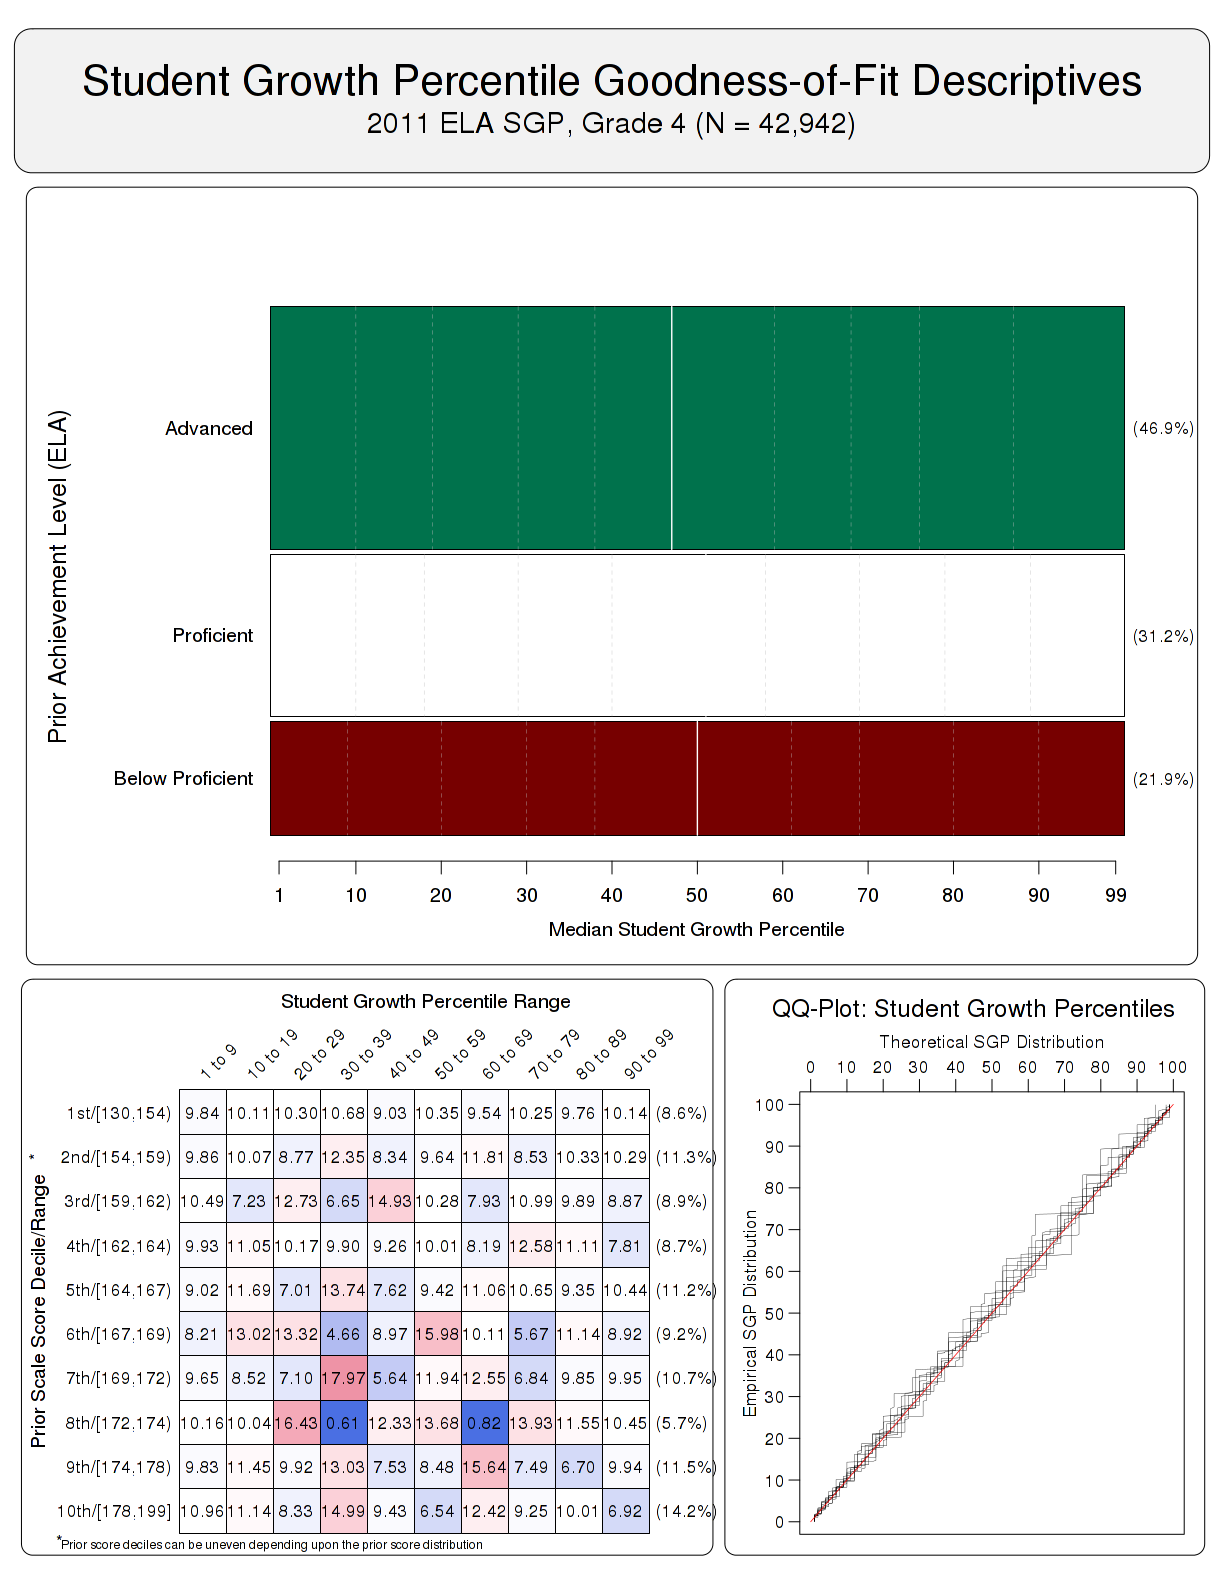 Student Growth Percentile Goodness-of-Fit Descriptives
2011 ELA SGP, Grade 4 (N = 42,942)
Prior Achievement Level (ELA)
Advanced (46.9%)
Proficient (31.2%)
Below Proficient (21.9%)
1 10 20 30 40 50 60 70 80 90 99
Median Student Growth Percentile
Student Growth Percentile Range
1 to 9 10 to 19 20 to 29 30 to 39 40 to 49 50 to 59 60 to 69 70 to 79 80 to 89 90 to 99
Prior Scale Score Decile/Range *
1st/[130,154) 9.84 10.11 10.30 10.68 9.03 10.35 9.54 10.25 9.76 10.14 (8.6%)
2nd/[154,159) 9.86 10.07 8.77 12.35 8.34 9.64 11.81 8.53 10.33 10.29 (11.3%)
3rd/[159,162) 10.49 7.23 12.73 6.65 14.93 10.28 7.93 10.99 9.89 8.87 (8.9%)
4th/[162,164) 9.93 11.05 10.17 9.90 9.26 10.01 8.19 12.58 11.11 7.81 (8.7%)
5th/[164,167) 9.02 11.69 7.01 13.74 7.62 9.42 11.06 10.65 9.35 10.44 (11.2%)
6th/[167,169) 8.21 13.02 13.32 4.66 8.97 15.98 10.11 5.67 11.14 8.92 (9.2%)
7th/[169,172) 9.65 8.52 7.10 17.97 5.64 11.94 12.55 6.84 9.85 9.95 (10.7%)
8th/[172,174) 10.16 10.04 16.43 0.61 12.33 13.68 0.82 13.93 11.55 10.45 (5.7%)
9th/[174,178) 9.83 11.45 9.92 13.03 7.53 8.48 15.64 7.49 6.70 9.94 (11.5%)
10th/[178,199] 10.96 11.14 8.33 14.99 9.43 6.54 12.42 9.25 10.01 6.92 (14.2%)
*Prior score deciles can be uneven depending upon the prior score distribution
QQ-Plot: Student Growth Percentiles
Theoretical SGP Distribution
0 10 20 30 40 50 60 70 80 90 100
Empirical SGP Distribution
100
90
80
70
60
50
40
30
20
10
0